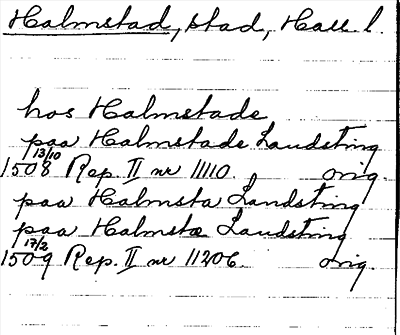 Halmstad, stad, Hall l.
hos Halmstade
paa Halmstade Landsting
1508 13/10 Rep. II nr 11110. orig.
paa Halmsta Landsting
paa Halmstæ Landsting
1509 17/2 Rep. II nr 11206. orig.